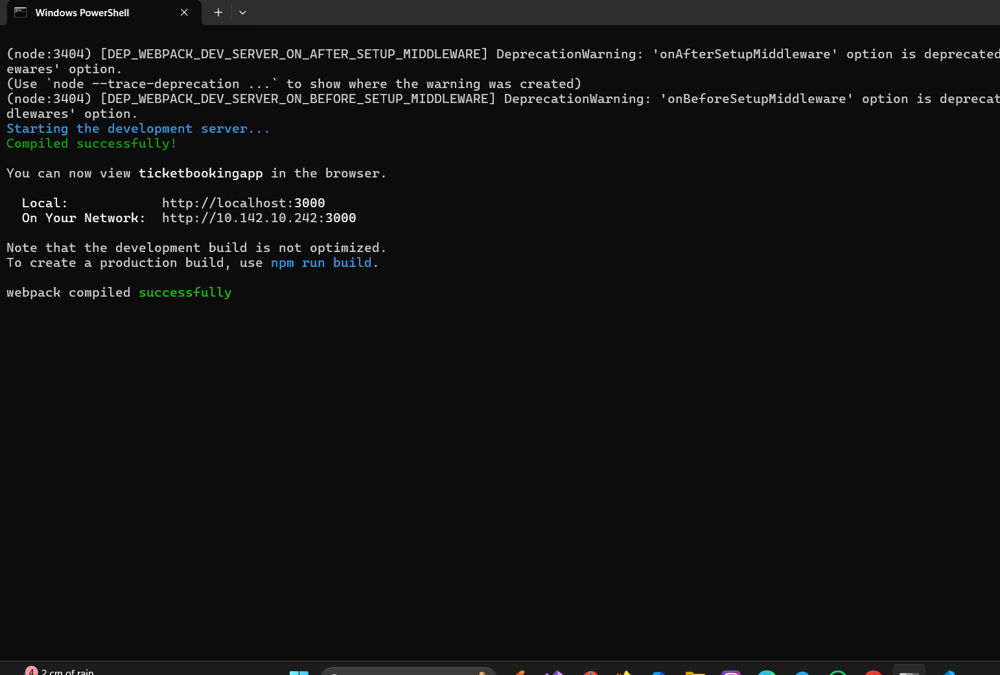 Windows PowerShell
(node:3404) [DEP_WEBPACK_DEV_SERVER_ON_AFTER_SETUP_MIDDLEWARE] DeprecationWarning: 'onAfterSetupMiddleware' option is deprecated
ewares' option.
(Use `node --trace-deprecation ...` to show where the warning was created)
(node:3404) [DEP_WEBPACK_DEV_SERVER_ON_BEFORE_SETUP_MIDDLEWARE] DeprecationWarning: 'onBeforeSetupMiddleware' option is deprecat
dlewares' option.
Starting the development server...
Compiled successfully!
You can now view ticketbookingapp in the browser.
Local: http://localhost:3000
On Your Network: http://10.142.10.242:3000
Note that the development build is not optimized.
To create a production build, use npm run build.
webpack compiled successfully
4 2 cm of rain